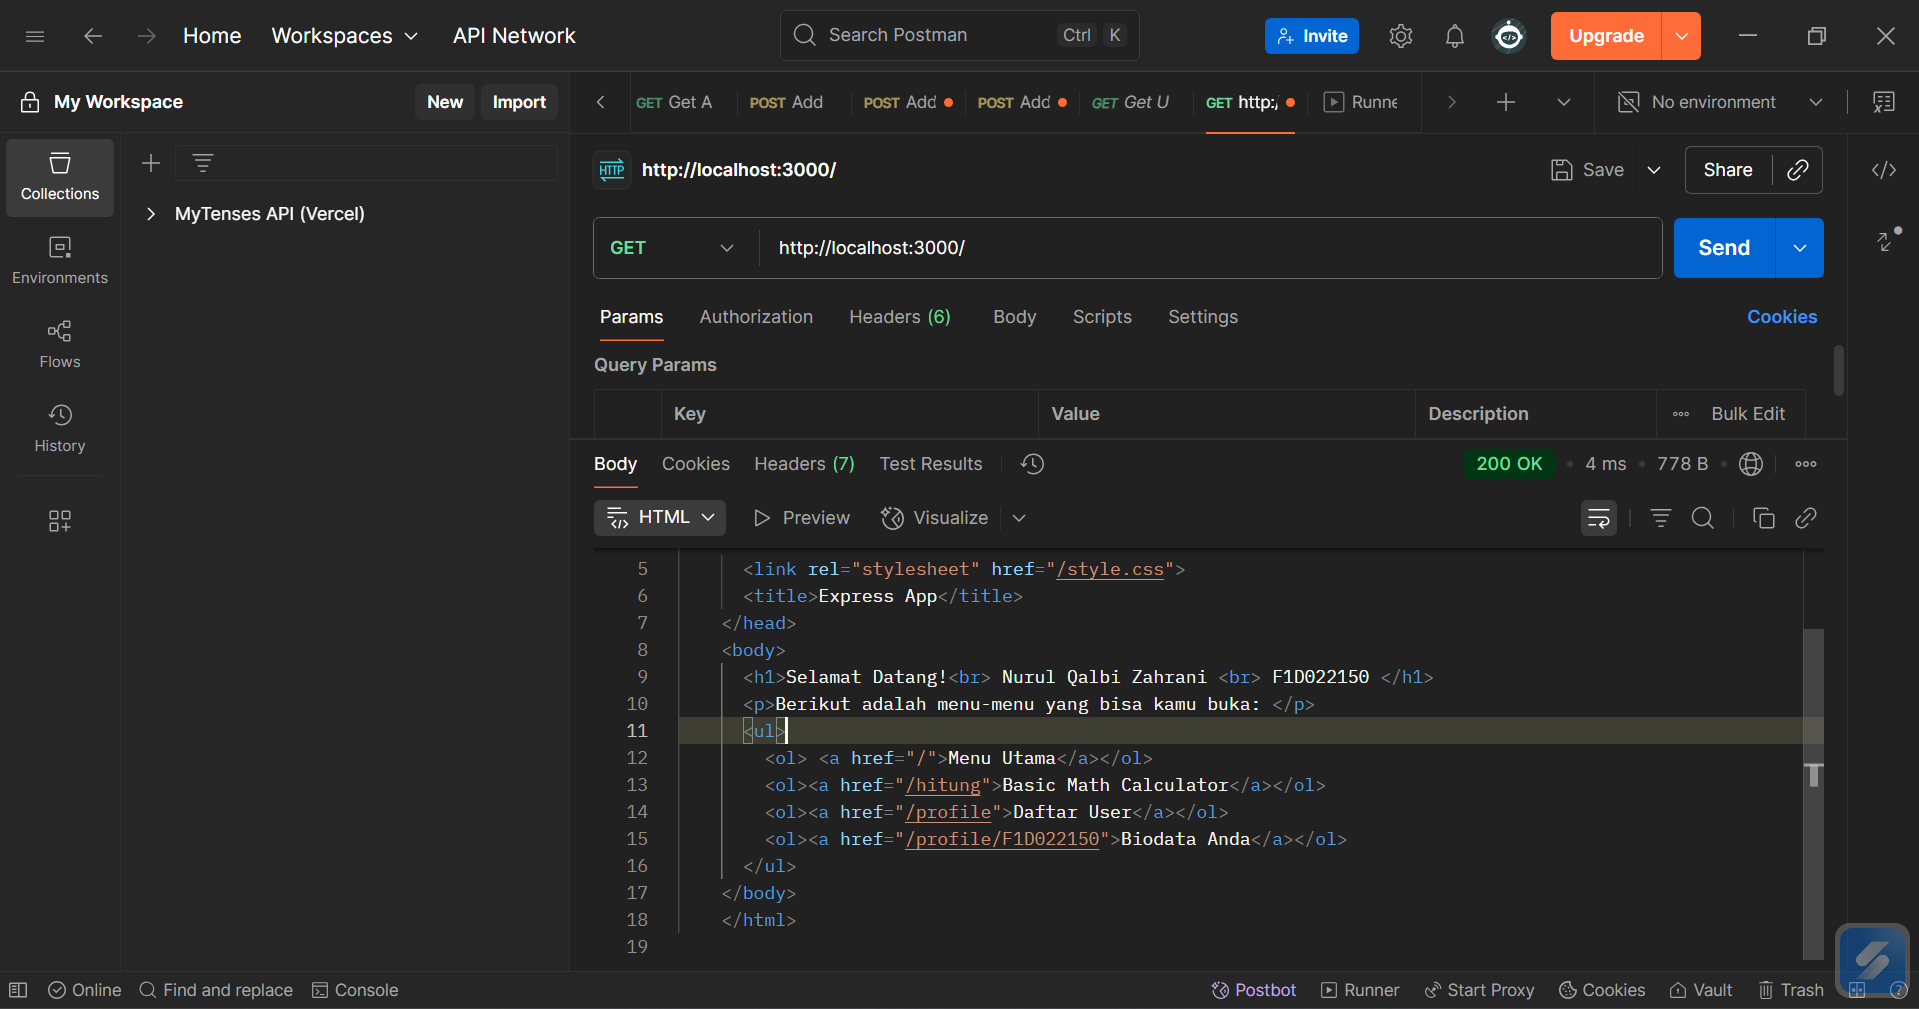 Home Workspaces API Network Search Postman Ctrl K Invite Upgrade
My Workspace New Import GET Get A POST Add POST Add POST Add GET Get U GET http:/ Runne No environment
Collections
Environments
Flows
History
MyTenses API (Vercel)
HTTP http://localhost:3000/ Save Share
GET http://localhost:3000/ Send
Params Authorization Headers (6) Body Scripts Settings Cookies
Query Params
Key Value Description Bulk Edit
Body Cookies Headers (7) Test Results 200 OK 4 ms 778 B
HTML Preview Visualize
5 <link rel="stylesheet" href="/style.css">
6 <title>Express App</title>
7 </head>
8 <body>
9 <h1>Selamat Datang!<br> Nurul Qalbi Zahrani <br> F1D022150 </h1>
10 <p>Berikut adalah menu-menu yang bisa kamu buka: </p>
11 <ul>
12 <ol> <a href="/">Menu Utama</a></ol>
13 <ol><a href="/hitung">Basic Math Calculator</a></ol>
14 <ol><a href="/profile">Daftar User</a></ol>
15 <ol><a href="/profile/F1D022150">Biodata Anda</a></ol>
16 </ul>
17 </body>
18 </html>
19
Online Find and replace Console Postbot Runner Start Proxy Cookies Vault Trash